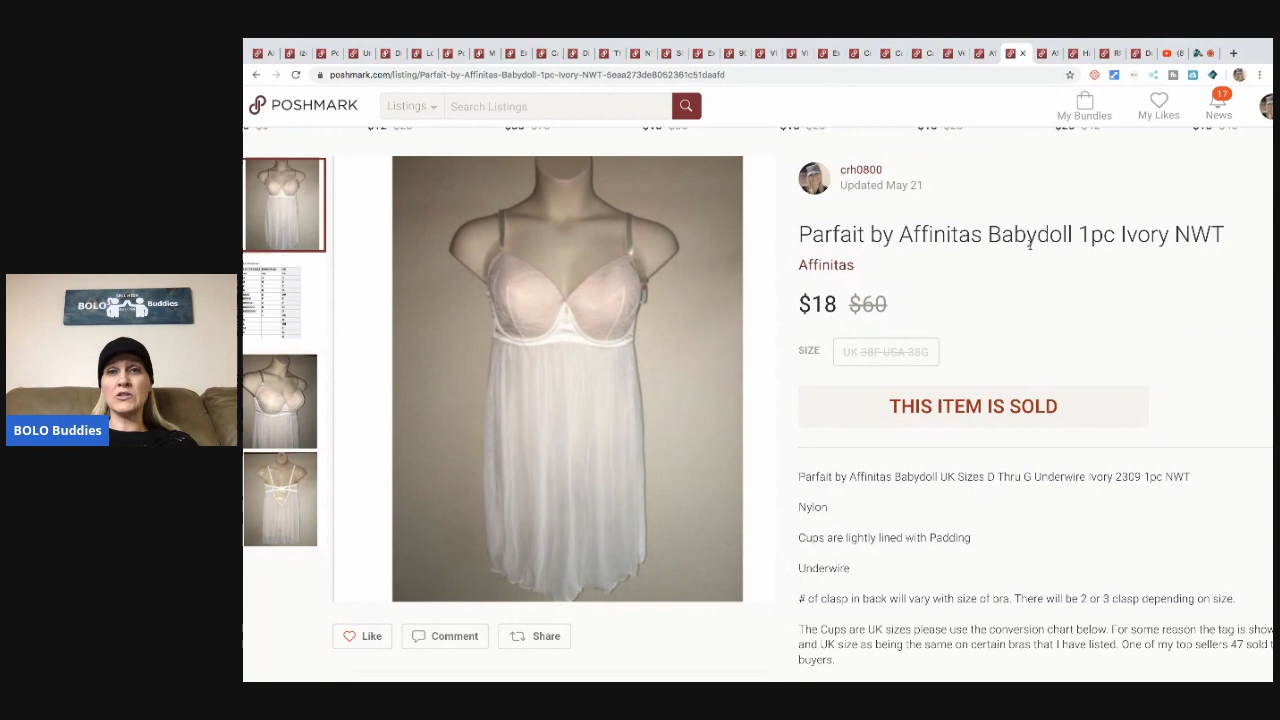 poshmark.com/listing/Parfait-by-Affinitas-Babydoll-1pc-Ivory-NWT-5eaa273de8052361c51daafd
POSHMARK
Listings
Search Listings
My Bundles
My Likes
17
News
crh0800
Updated May 21
Parfait by Affinitas Babydoll 1pc Ivory NWT
Affinitas
$18 $60
SIZE
UK 38F USA 38G
THIS ITEM IS SOLD
Parfait by Affinitas Babydoll UK Sizes D Thru G Underwire Ivory 2309 1pc NWT
Nylon
Cups are lightly lined with Padding
Underwire
# of clasp in back will vary with size of bra. There will be 2 or 3 clasp depending on size.
The Cups are UK sizes please use the conversion chart below. For some reason the tag is show
and UK size as being the same on certain bras that I have listed. One of my top sellers 47 sold t
buyers.
Like
Comment
Share
BOLO Buddies
BOLO Buddies